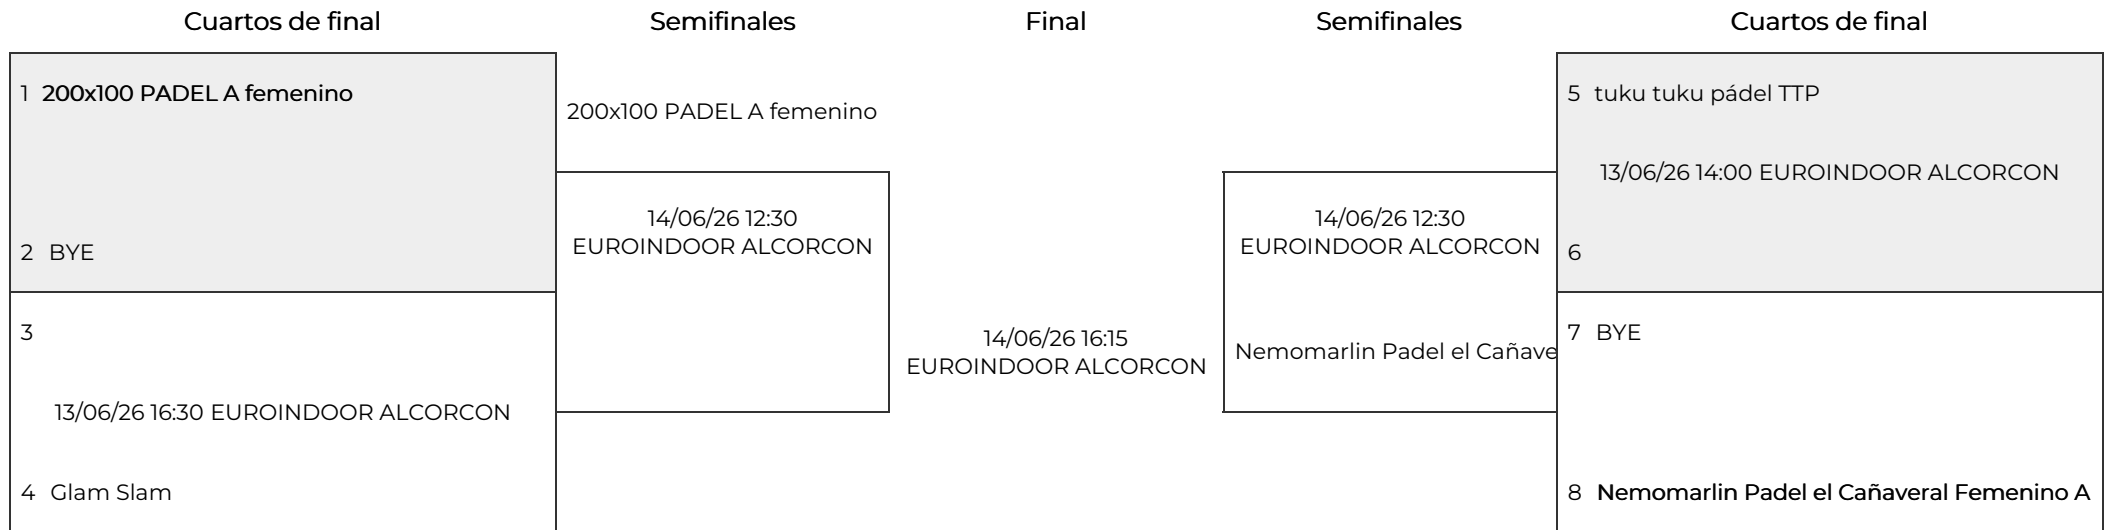 Cuartos de final
Semifinales
Final
Semifinales
Cuartos de final
1 200x100 PADEL A femenino
2 BYE
3
13/06/26 16:30 EUROINDOOR ALCORCON
4 Glam Slam
200x100 PADEL A femenino
14/06/26 12:30
EUROINDOOR ALCORCON
14/06/26 16:15
EUROINDOOR ALCORCON
14/06/26 12:30
EUROINDOOR ALCORCON
Nemomarlin Padel el Cañave
5 tuku tuku pádel TTP
13/06/26 14:00 EUROINDOOR ALCORCON
6
7 BYE
8 Nemomarlin Padel el Cañaveral Femenino A